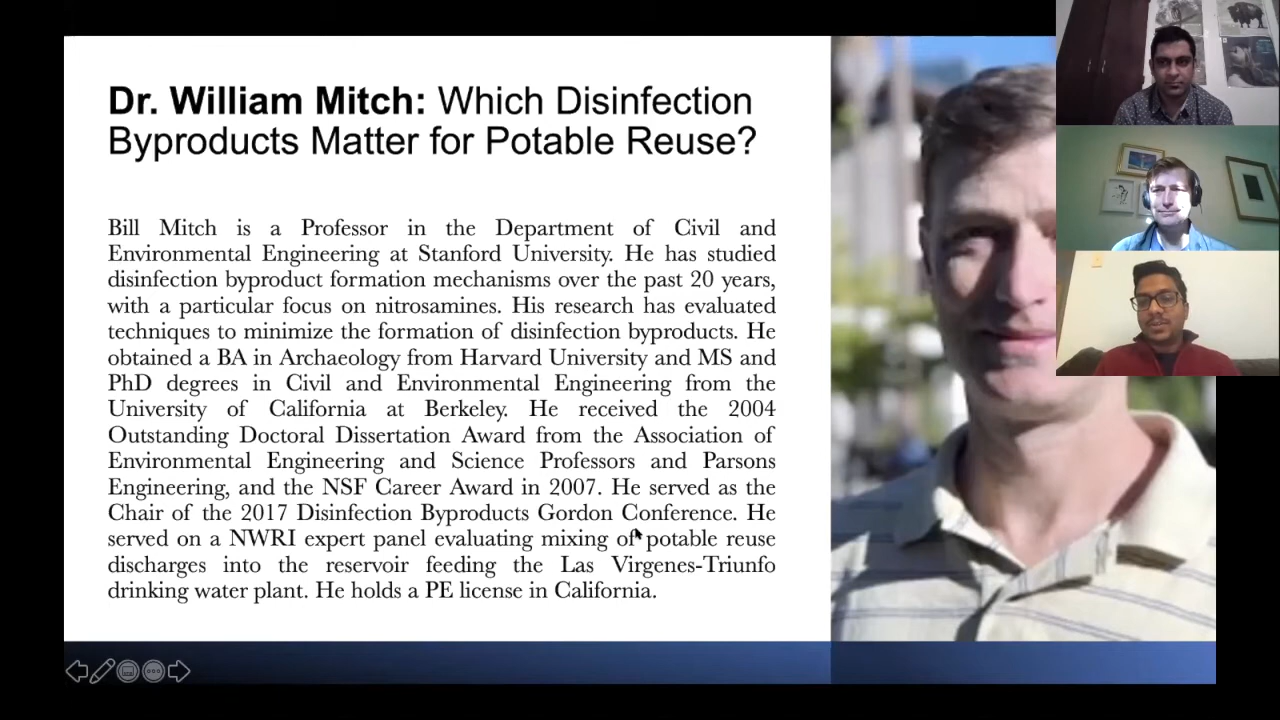 Dr. William Mitch: Which Disinfection
Byproducts Matter for Potable Reuse?
Bill Mitch is a Professor in the Department of Civil and
Environmental Engineering at Stanford University. He has studied
disinfection byproduct formation mechanisms over the past 20 years,
with a particular focus on nitrosamines. His research has evaluated
techniques to minimize the formation of disinfection byproducts. He
obtained a BA in Archaeology from Harvard University and MS and
PhD degrees in Civil and Environmental Engineering from the
University of California at Berkeley. He received the 2004
Outstanding Doctoral Dissertation Award from the Association of
Environmental Engineering and Science Professors and Parsons
Engineering, and the NSF Career Award in 2007. He served as the
Chair of the 2017 Disinfection Byproducts Gordon Conference. He
served on a NWRI expert panel evaluating mixing of potable reuse
discharges into the reservoir feeding the Las Virgenes-Triunfo
drinking water plant. He holds a PE license in California.